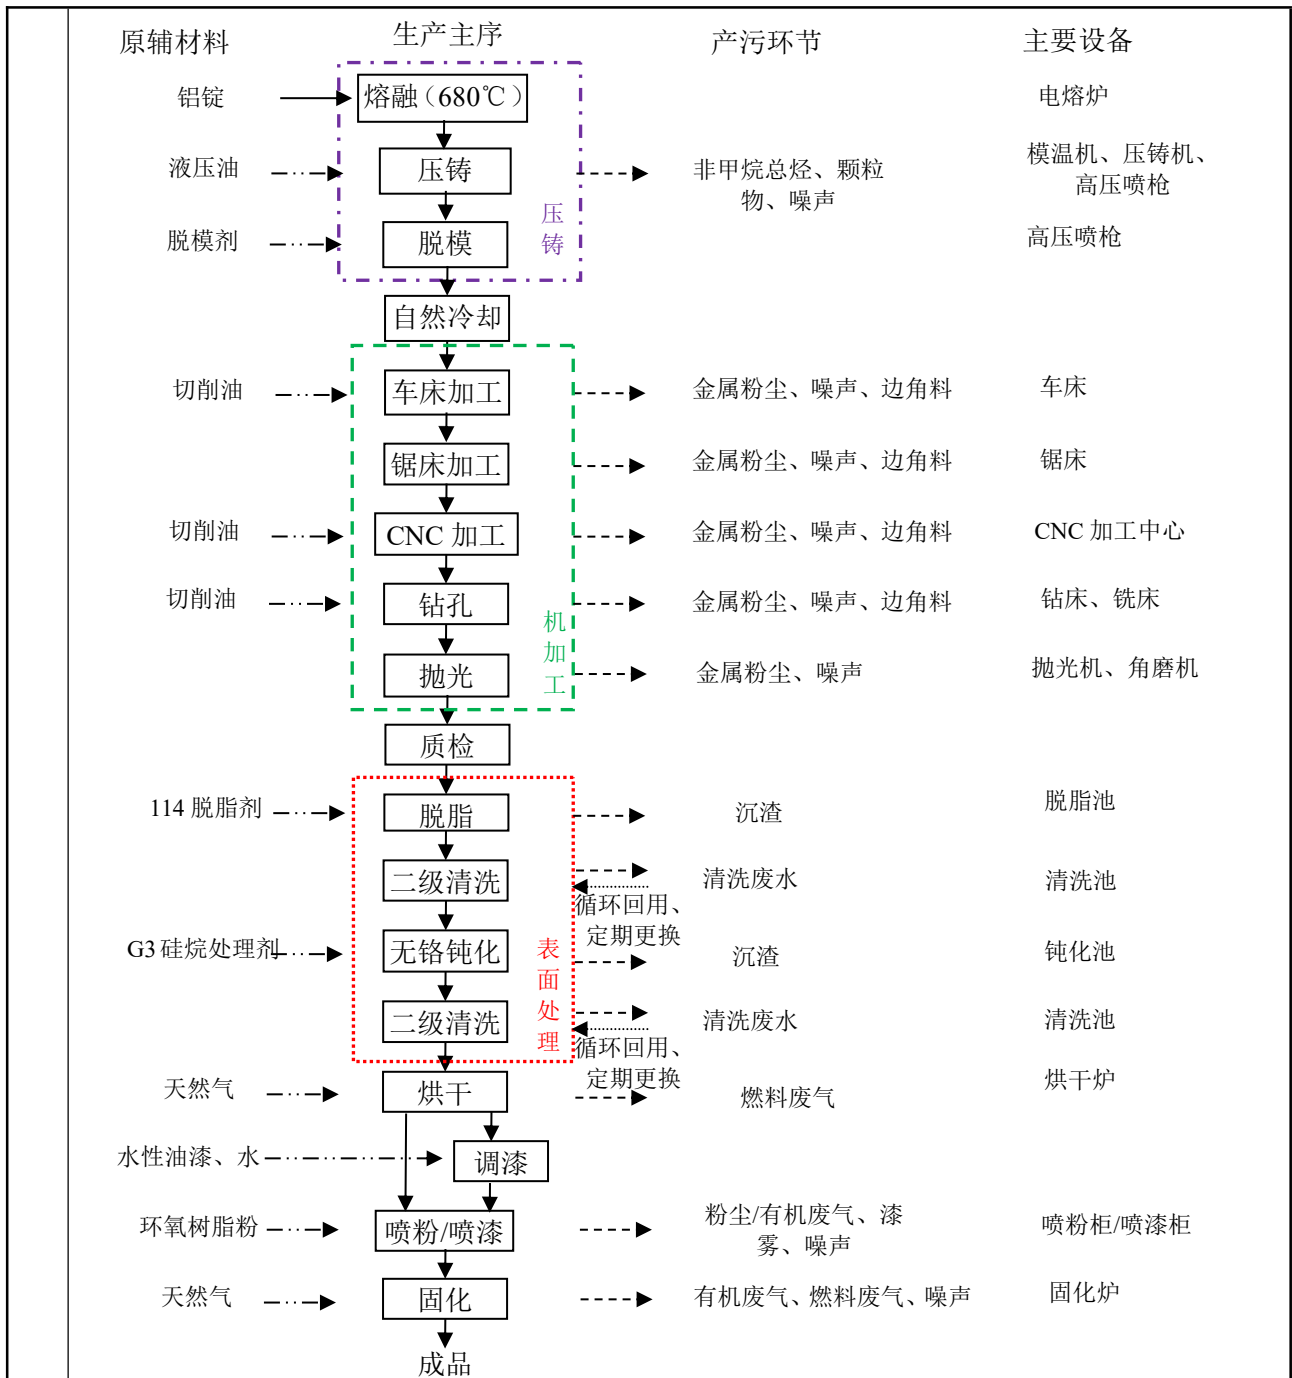 原辅材料 生产主序 产污环节 主要设备
铝锭 熔融（680℃） 电熔炉
液压油 压铸 非甲烷总烃、颗粒
物、噪声 模温机、压铸机、
高压喷枪
脱模剂 脱模 高压喷枪
压
铸
自然冷却
切削油 车床加工 金属粉尘、噪声、边角料 车床
锯床加工 金属粉尘、噪声、边角料 锯床
切削油 CNC 加工 金属粉尘、噪声、边角料 CNC 加工中心
切削油 钻孔 金属粉尘、噪声、边角料 钻床、铣床
抛光 金属粉尘、噪声 抛光机、角磨机
机
加
工
质检
114 脱脂剂 脱脂 沉渣 脱脂池
二级清洗 清洗废水 清洗池
循环回用、
定期更换
G3 硅烷处理剂 无铬钝化 沉渣 钝化池
二级清洗 清洗废水 清洗池
循环回用、
定期更换
表
面
处
理
天然气 烘干 燃料废气 烘干炉
水性油漆、水 调漆
环氧树脂粉 喷粉/喷漆 粉尘/有机废气、漆
雾、噪声 喷粉柜/喷漆柜
天然气 固化 有机废气、燃料废气、噪声 固化炉
成品